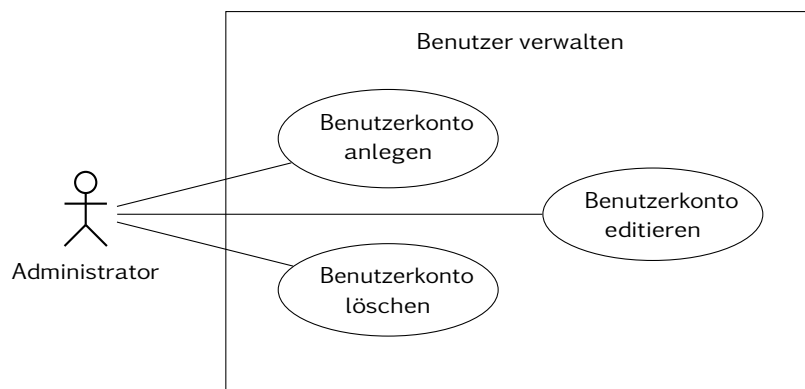 Benutzer verwalten
Benutzerkonto
anlegen
Benutzerkonto
editieren
Benutzerkonto
löschen
Administrator